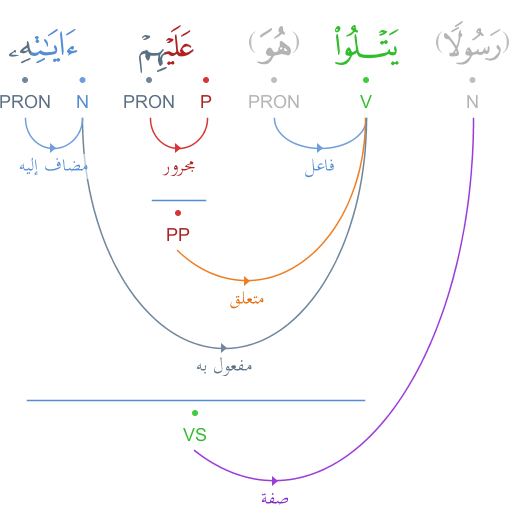 (رَسُولًا) يَتْلُوا۟ (هُوَ) عَلَيْهِمْ ءَايَـٰتِهِۦ
N V PRON P PRON N PRON
فاعل مجرور مضاف إليه
PP
متعلق
مفعول به
VS
صفة